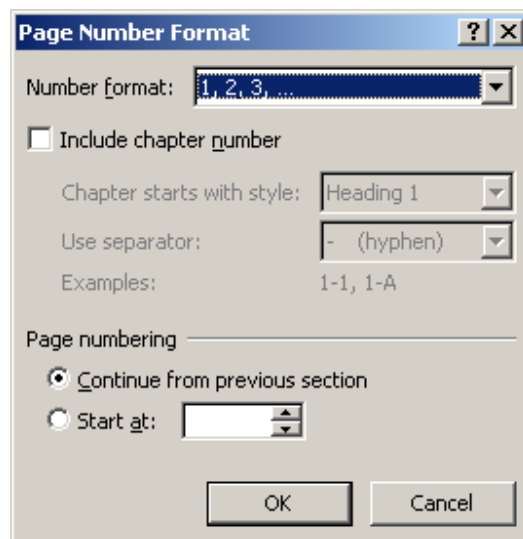 Page Number Format
Number format: 1, 2, 3, ...
Include chapter number
Chapter starts with style: Heading 1
Use separator: - (hyphen)
Examples: 1-1, 1-A
Page numbering
Continue from previous section
Start at:
OK Cancel